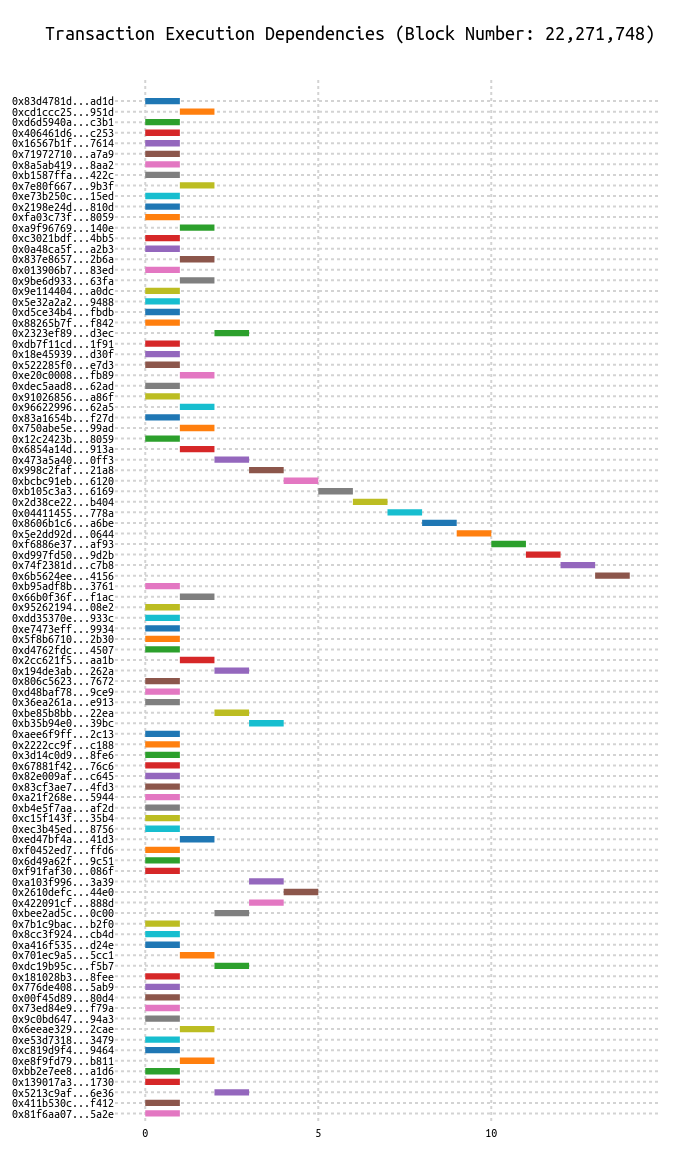 Transaction Execution Dependencies (Block Number: 22,271,748)
0x83d4781d...ad1d
0xcd1ccc25...951d
0xd6d5940a...c3b1
0x406461d6...c253
0x16567b1f...7614
0x71972710...a7a9
0x8a5ab419...8aa2
0xb1587ffa...422c
0x7e80f667...9b3f
0xe73b250c...15ed
0x2198e24d...810d
0xfa03c73f...8059
0xa9f96769...140e
0xc3021bdf...4bb5
0x0a48ca5f...a2b3
0x837e8657...2b6a
0x013906b7...83ed
0x9be6d933...63fa
0x9e114404...a0dc
0x5e32a2a2...9488
0xd5ce34b4...fbdb
0x88265b7f...f842
0x2323ef89...d3ec
0xdb7f11cd...1f91
0x18e45939...d30f
0x522285f0...e7d3
0xe20c0008...fb89
0xdec5aad8...62ad
0x91026856...a86f
0x96622996...62a5
0x83a1654b...f27d
0x750abe5e...99ad
0x12c2423b...8059
0x6854a14d...913a
0x473a5a40...0ff3
0x998c2faf...21a8
0xbcbc91eb...6120
0xb105c3a3...6169
0x2d38ce22...b404
0x04411455...778a
0x8606b1c6...a6be
0x5e2dd92d...0644
0xf6886e37...af93
0xd997fd50...9d2b
0x74f2381d...c7b8
0x6b5624ee...4156
0xb95adf8b...3761
0x66b0f36f...f1ac
0x95262194...08e2
0xdd35370e...933c
0xe7473eff...9934
0x5f8b6710...2b30
0xd4762fdc...4507
0x2cc621f5...aa1b
0x194de3ab...262a
0x806c5623...7672
0xd48baf78...9ce9
0x36ea261a...e913
0xbe85b8bb...22ea
0xb35b94e0...39bc
0xaee6f9ff...2c13
0x2222cc9f...c188
0x3d14c0d9...8fe6
0x67881f42...76c6
0x82e009af...c645
0x83cf3ae7...4fd3
0xa21f268e...5944
0xb4e5f7aa...af2d
0xc15f143f...35b4
0xec3b45ed...8756
0xed47bf4a...41d3
0xf0452ed7...ffd6
0x6d49a62f...9c51
0xf91faf30...086f
0xa103f996...3a39
0x2610defc...44e0
0x422091cf...888d
0xbee2ad5c...0c00
0x7b1c9bac...b2f0
0x8cc3f924...cb4d
0xa416f535...d24e
0x701ec9a5...5cc1
0xdc19b95c...f5b7
0x181028b3...8fee
0x776de408...5ab9
0x00f45d89...80d4
0x73ed84e9...f79a
0x9c0bd647...94a3
0x6eeae329...2cae
0xe53d7318...3479
0xc819d9f4...9464
0xe8f9fd79...b811
0xbb2e7ee8...a1d6
0x139017a3...1730
0x5213c9af...6e36
0x411b530c...f412
0x81f6aa07...5a2e
0 5 10